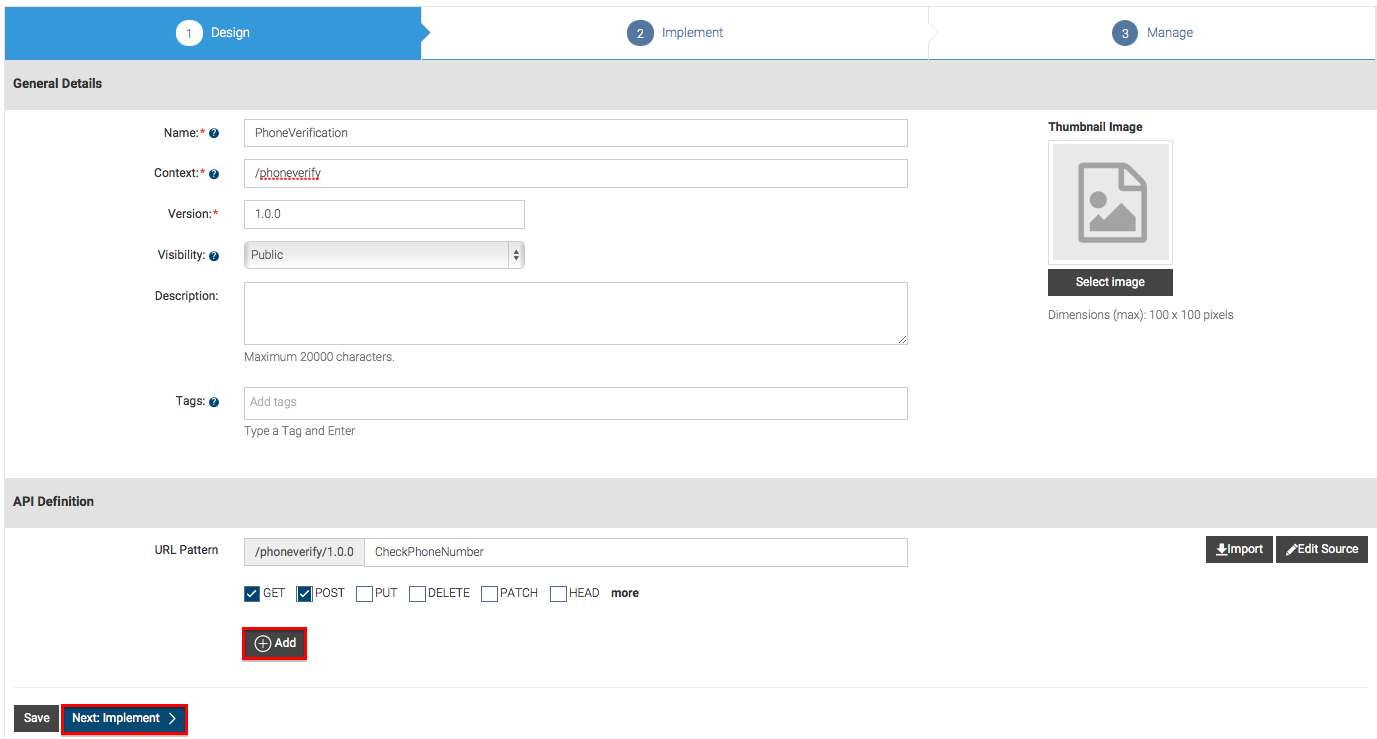 1 Design
2 Implement
3 Manage
General Details
Name:* ?
PhoneVerification
Thumbnail Image
Context:* ?
/phoneverify
Version:*
1.0.0
Visibility: ?
Public
Select image
Description:
Dimensions (max): 100 x 100 pixels
Maximum 20000 characters.
Tags: ?
Add tags
Type a Tag and Enter
API Definition
URL Pattern
/phoneverify/1.0.0
CheckPhoneNumber
Import
Edit Source
GET POST PUT DELETE PATCH HEAD more
Add
Save
Next: Implement